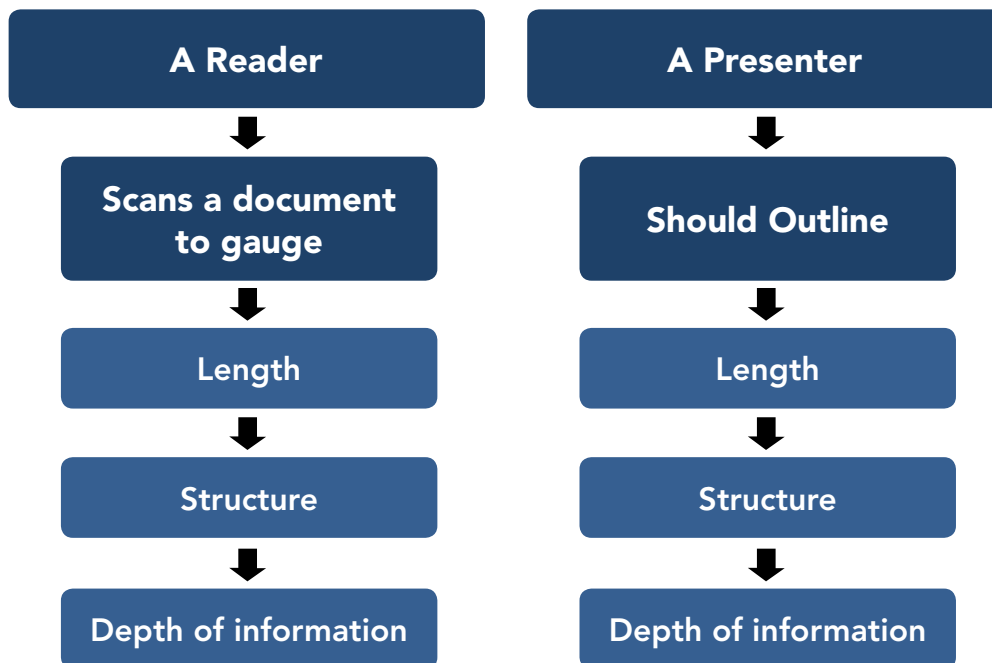 A Reader
Scans a document
to gauge
Length
Structure
Depth of information
A Presenter
Should Outline
Length
Structure
Depth of information